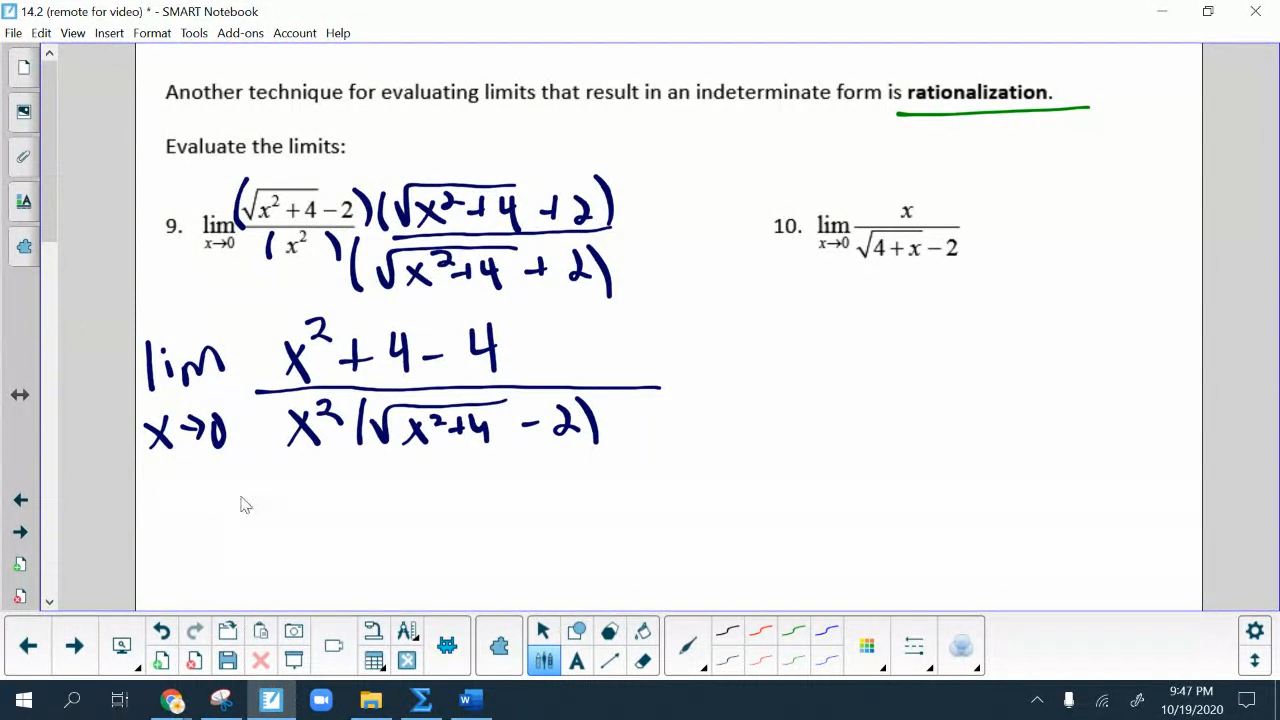 14.2 (remote for video) * - SMART Notebook
File Edit View Insert Format Tools Add-ons Account Help
Another technique for evaluating limits that result in an indeterminate form is rationalization.
Evaluate the limits:
9. lim x→0 (√(x²+4) - 2)/(x²) (√(x²+4) + 2)/(√(x²+4) + 2)
10. lim x→0 x/(√(4+x) - 2)
lim x→0 (x² + 4 - 4)/(x²(√(x²+4) - 2))
9:47 PM
10/19/2020